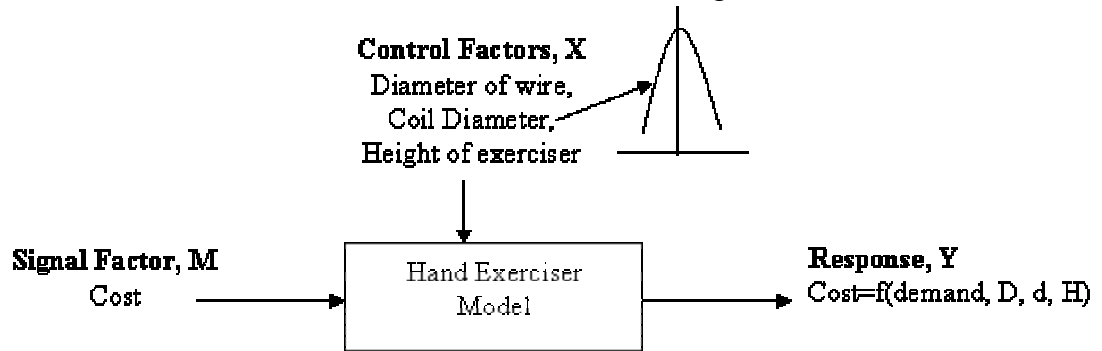 Control Factors, X
Diameter of wire,
Coil Diameter,
Height of exerciser
Signal Factor, M
Cost
Hand Exerciser
Model
Response, Y
Cost=f(demand, D, d, H)